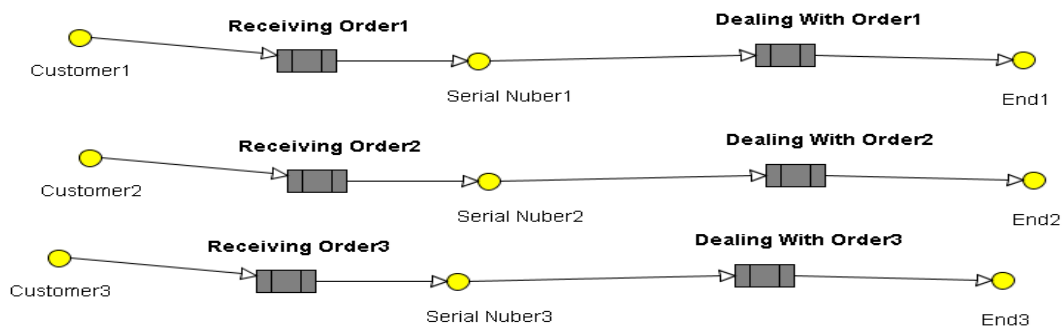 Receiving Order1
Dealing With Order1
Customer1
Serial Nuber1
End1
Receiving Order2
Dealing With Order2
Customer2
Serial Nuber2
End2
Receiving Order3
Dealing With Order3
Customer3
Serial Nuber3
End3